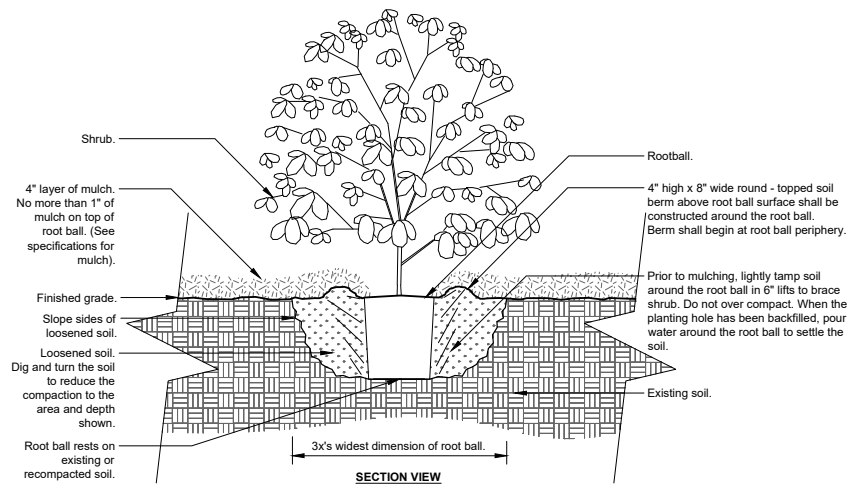 Shrub.
4" layer of mulch.
No more than 1" of
mulch on top of
root ball. (See
specifications for
mulch).
Finished grade.
Slope sides of
loosened soil.
Loosened soil.
Dig and turn the soil
to reduce the
compaction to the
area and depth
shown.
Root ball rests on
existing or
recompacted soil.
Rootball.
4" high x 8" wide round - topped soil
berm above root ball surface shall be
constructed around the root ball.
Berm shall begin at root ball periphery.
Prior to mulching, lightly tamp soil
around the root ball in 6" lifts to brace
shrub. Do not over compact. When the
planting hole has been backfilled, pour
water around the root ball to settle the
soil.
Existing soil.
3x's widest dimension of root ball.
SECTION VIEW